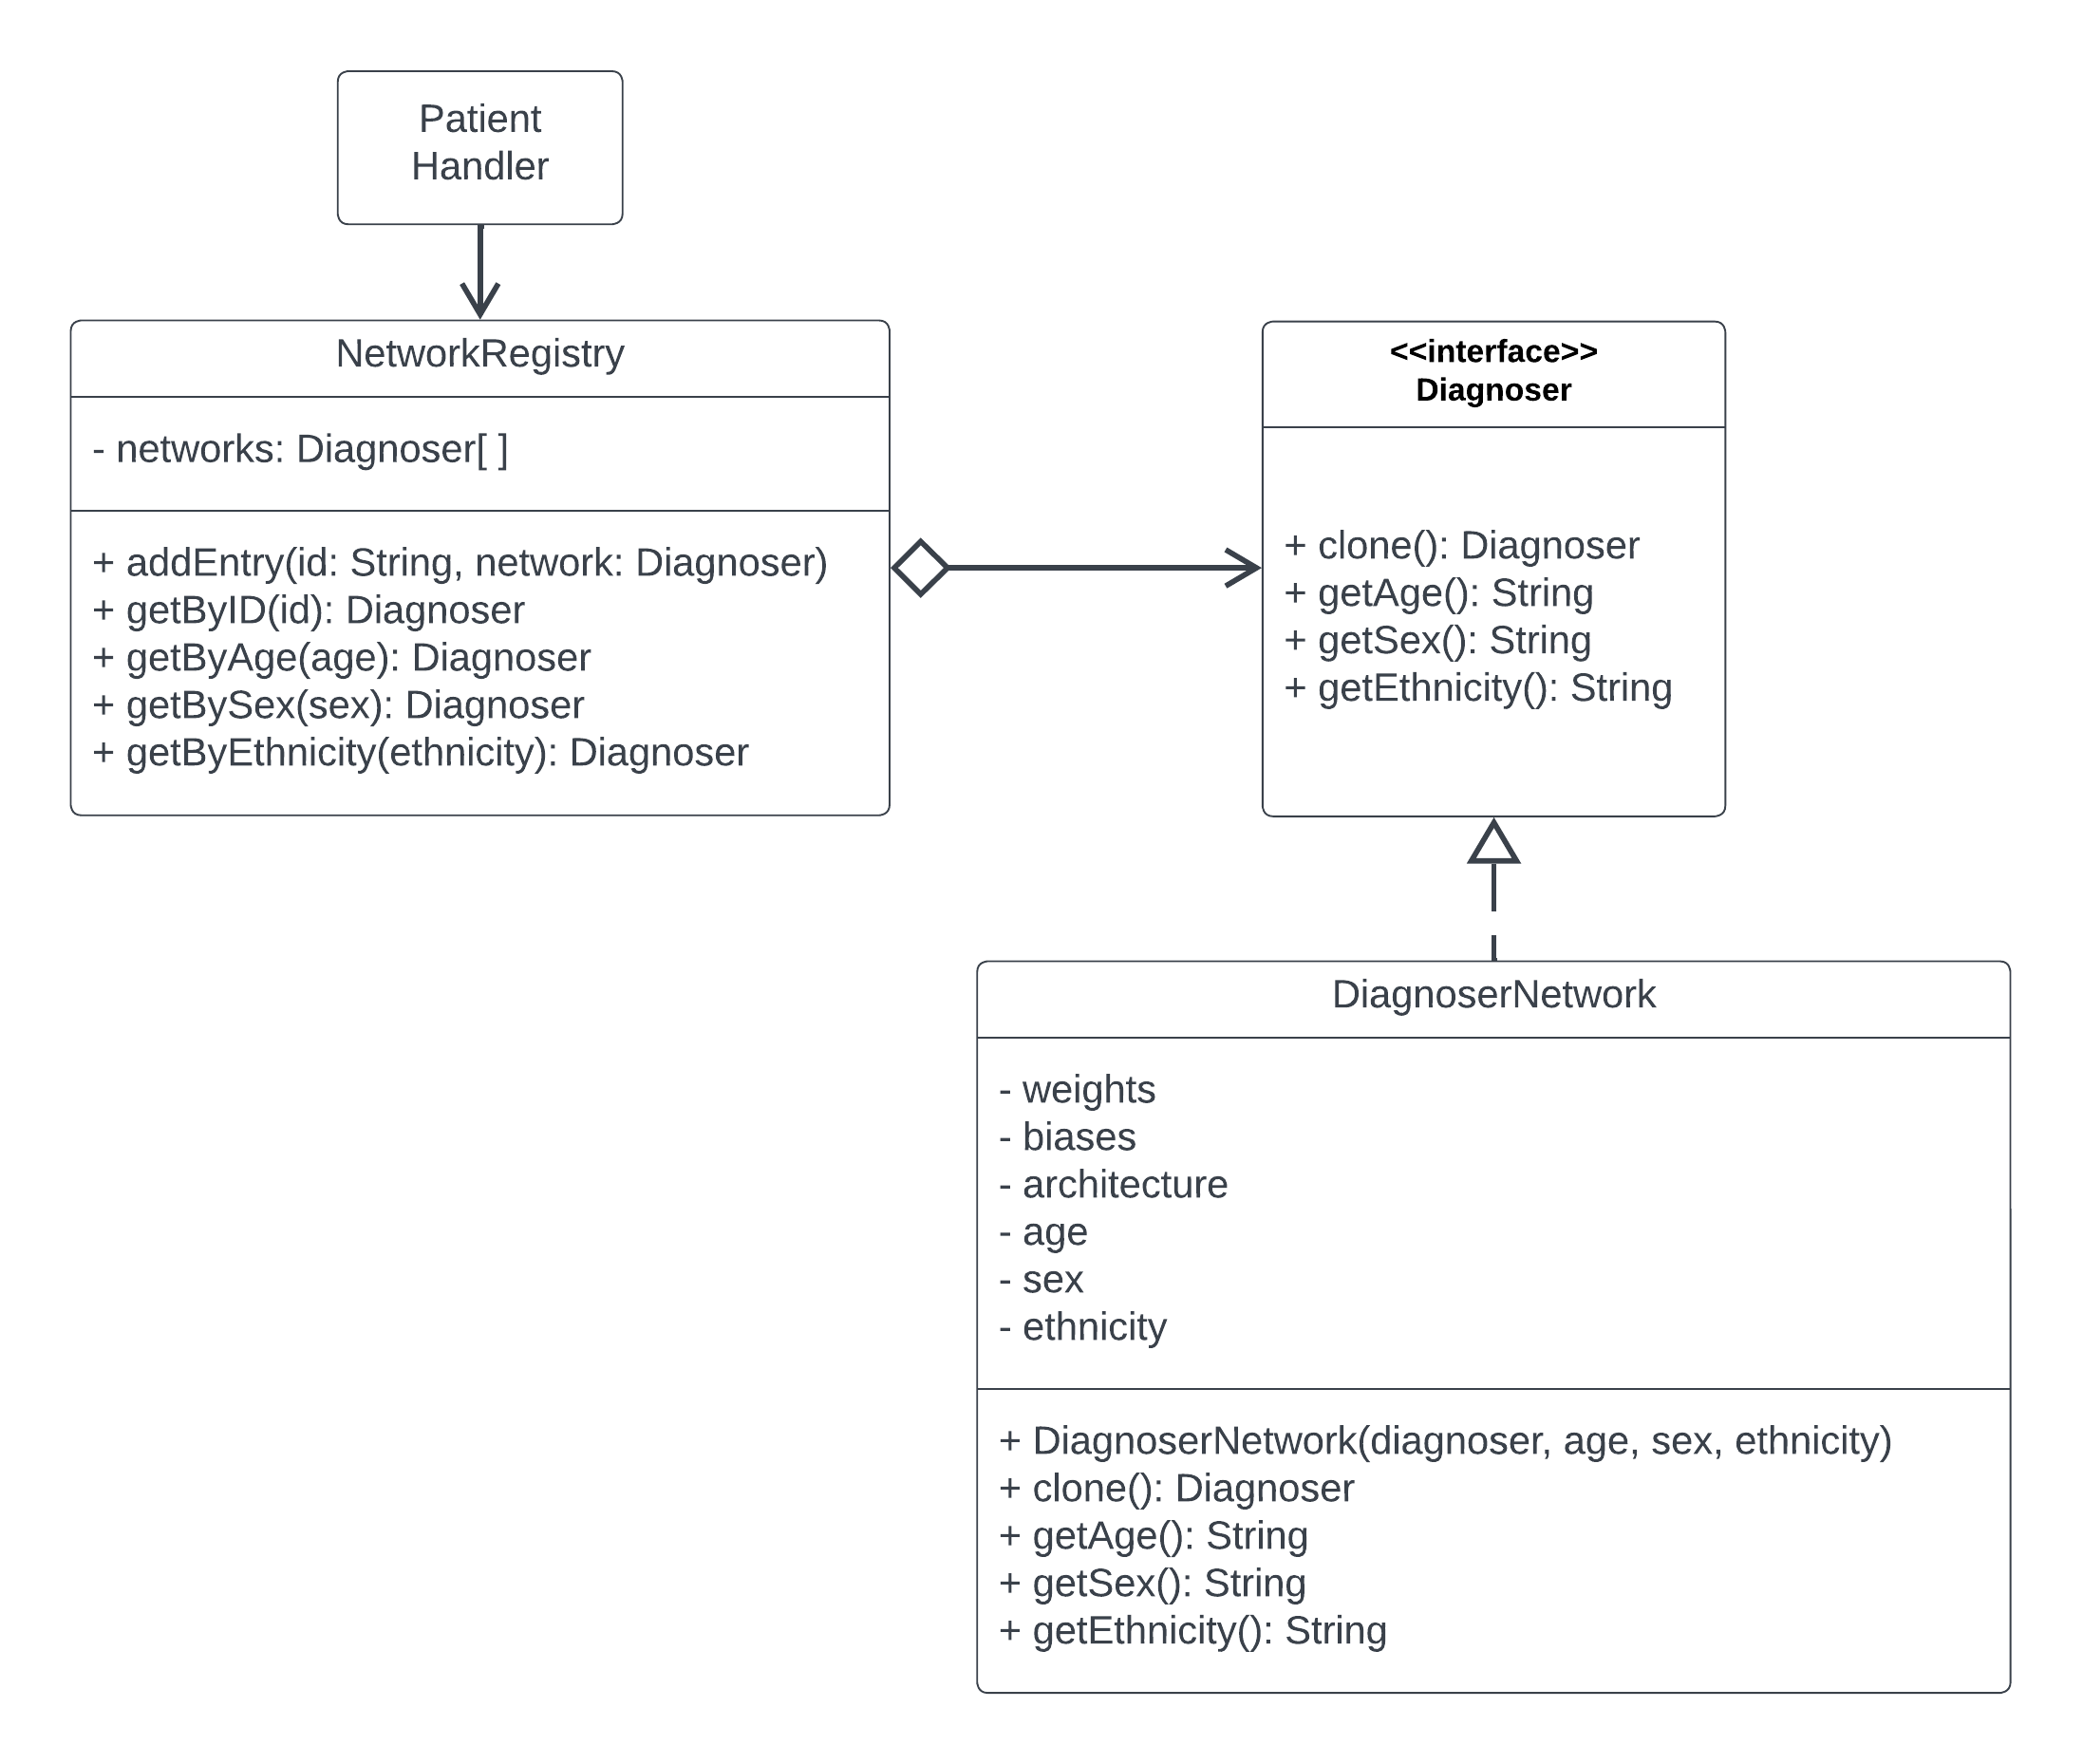 Patient
Handler
NetworkRegistry
- networks: Diagnoser[ ]
+ addEntry(id: String, network: Diagnoser)
+ getByID(id): Diagnoser
+ getByAge(age): Diagnoser
+ getBySex(sex): Diagnoser
+ getByEthnicity(ethnicity): Diagnoser
<<interface>>
Diagnoser
+ clone(): Diagnoser
+ getAge(): String
+ getSex(): String
+ getEthnicity(): String
DiagnoserNetwork
- weights
- biases
- architecture
- age
- sex
- ethnicity
+ DiagnoserNetwork(diagnoser, age, sex, ethnicity)
+ clone(): Diagnoser
+ getAge(): String
+ getSex(): String
+ getEthnicity(): String